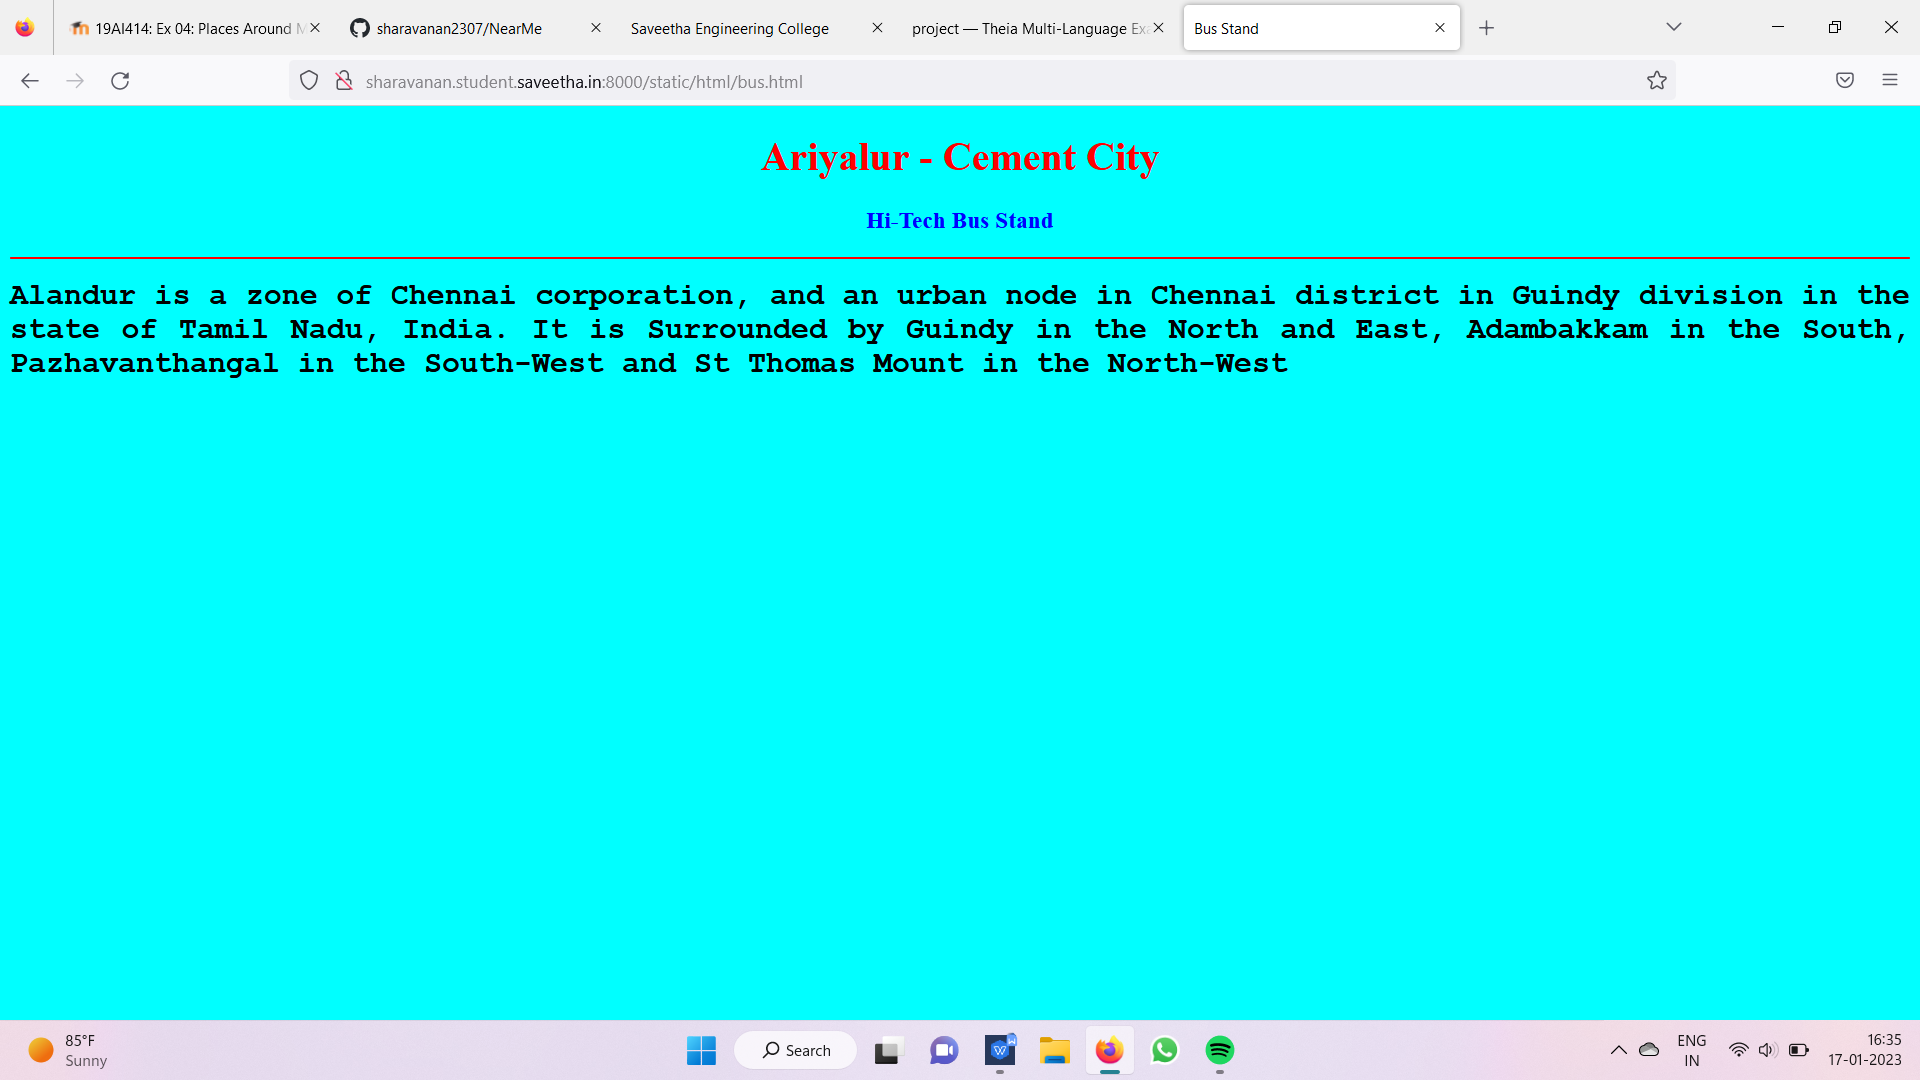 19AI414: Ex 04: Places Around M
sharavanan2307/NearMe
Saveetha Engineering College
project — Theia Multi-Language Exa
Bus Stand
sharavanan.student.saveetha.in:8000/static/html/bus.html
Ariyalur - Cement City
Hi-Tech Bus Stand
Alandur is a zone of Chennai corporation, and an urban node in Chennai district in Guindy division in the
state of Tamil Nadu, India. It is Surrounded by Guindy in the North and East, Adambakkam in the South,
Pazhavanthangal in the South-West and St Thomas Mount in the North-West
85°F
Sunny
Search
ENG
IN
16:35
17-01-2023